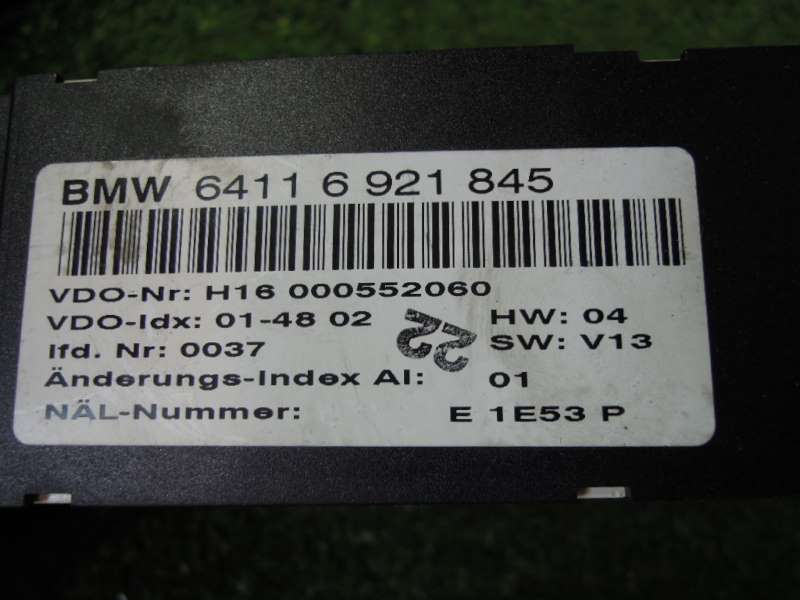 BMW 6411 6 921 845
VDO-Nr: H16 000552060
VDO-Idx: 01-48 02 HW: 04
lfd. Nr: 0037 SW: V13
222
Änderungs-Index AI: 01
NÄL-Nummer: E 1E53 P